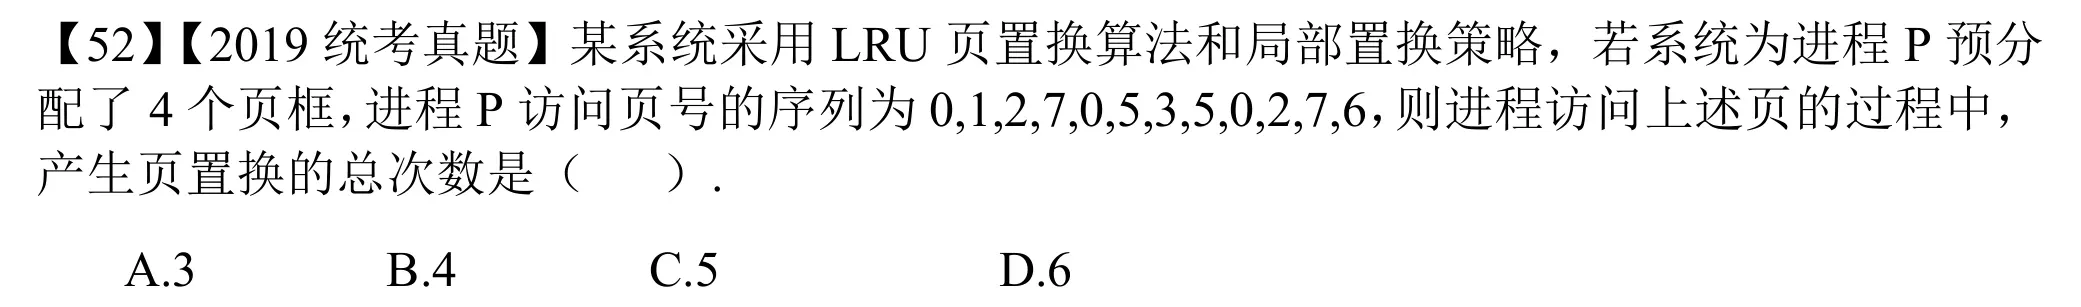 【52】【2019 统考真题】某系统采用 LRU 页置换算法和局部置换策略，若系统为进程 P 预分
配了 4 个页框，进程 P 访问页号的序列为 0,1,2,7,0,5,3,5,0,2,7,6，则进程访问上述页的过程中，
产生页置换的总次数是（　　）.
A.3 B.4 C.5 D.6